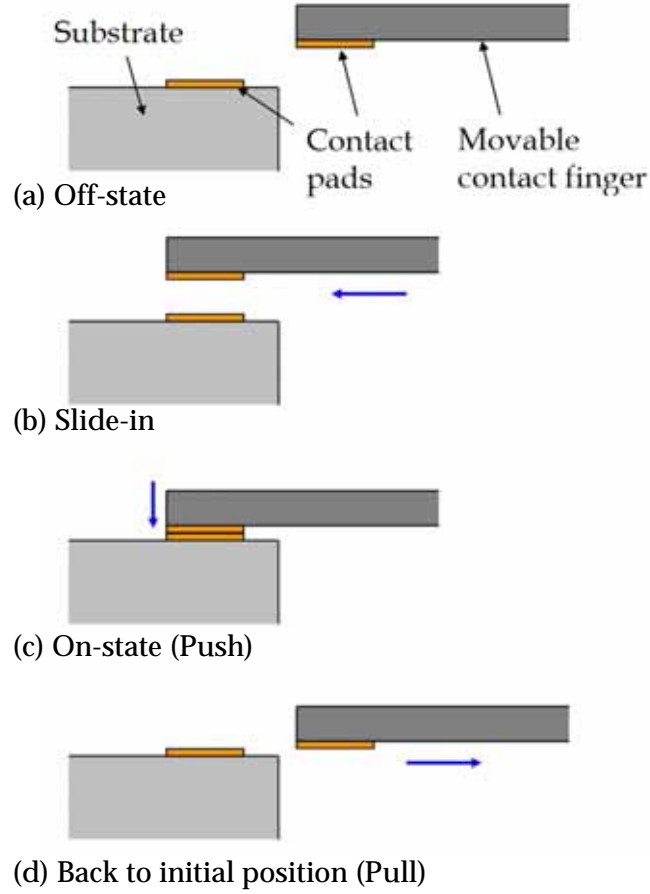 Substrate
Contact
pads
Movable
contact finger
(a) Off-state
(b) Slide-in
(c) On-state (Push)
(d) Back to initial position (Pull)